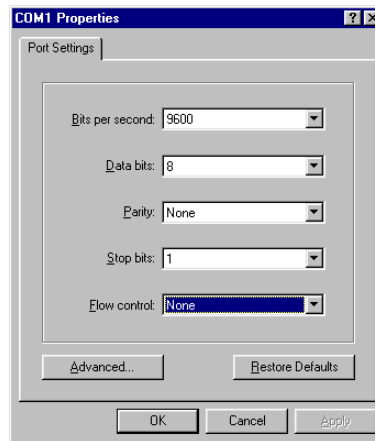 COM1 Properties
Port Settings
Bits per second: 9600
Data bits: 8
Parity: None
Stop bits: 1
Flow control: None
Advanced... Restore Defaults
OK Cancel Apply